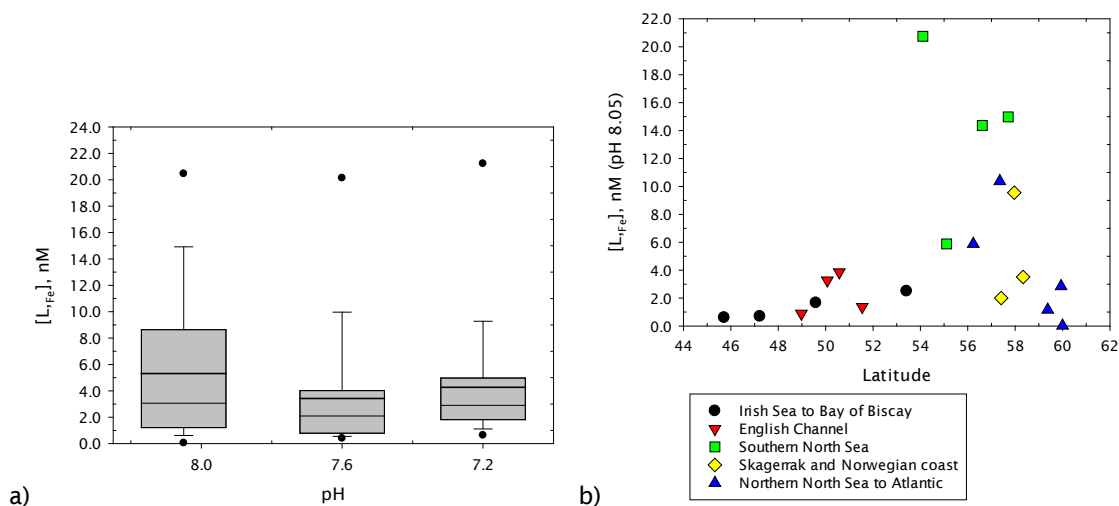 24.0
22.0
20.0
18.0
16.0
14.0
12.0
10.0
8.0
6.0
4.0
2.0
0.0
[L,Fe], nM
8.0 7.6 7.2
pH
a)
22.0
20.0
18.0
16.0
14.0
12.0
10.0
8.0
6.0
4.0
2.0
0.0
[L,Fe], nM (pH 8.05)
44 46 48 50 52 54 56 58 60 62
Latitude
Irish Sea to Bay of Biscay
English Channel
Southern North Sea
Skagerrak and Norwegian coast
Northern North Sea to Atlantic
b)